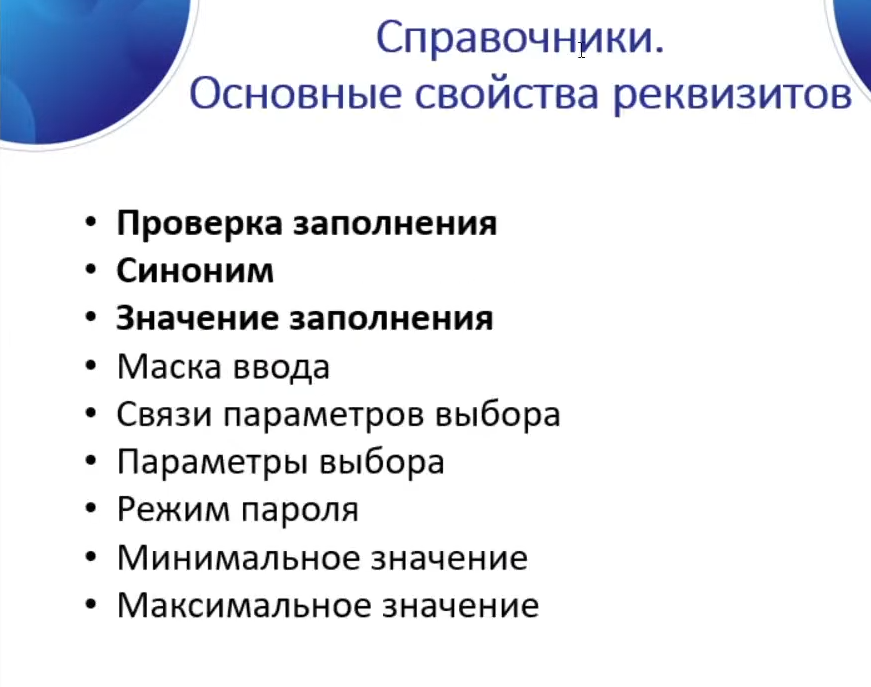 Справочники.
Основные свойства реквизитов
• Проверка заполнения
• Синоним
• Значение заполнения
• Маска ввода
• Связи параметров выбора
• Параметры выбора
• Режим пароля
• Минимальное значение
• Максимальное значение